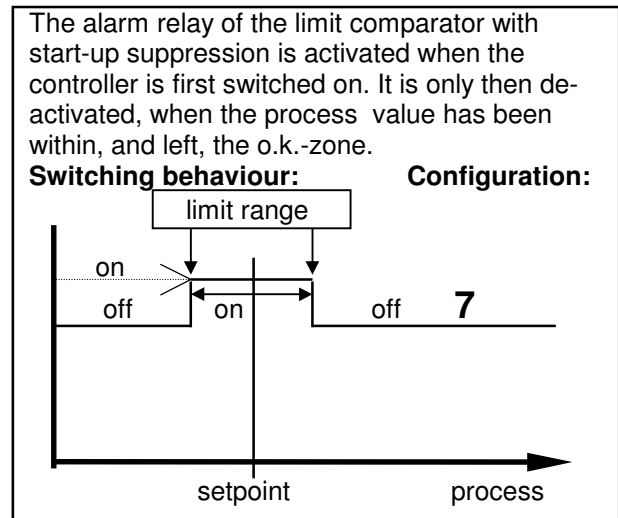 The alarm relay of the limit comparator with
start-up suppression is activated when the
controller is first switched on. It is only then de-
activated, when the process value has been
within, and left, the o.k.-zone.
Switching behaviour: Configuration:
limit range
on
off on off 7
setpoint process